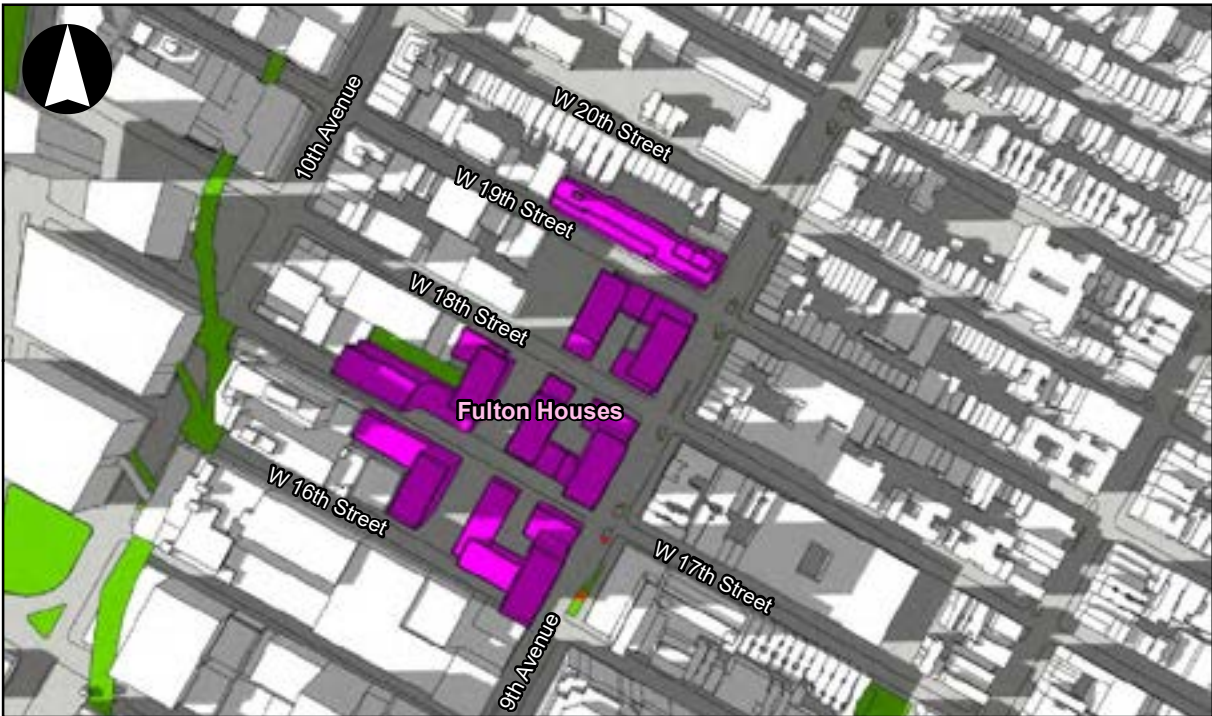 10th Avenue
W 20th Street
W 19th Street
W 18th Street
Fulton Houses
W 16th Street
W 17th Street
9th Avenue